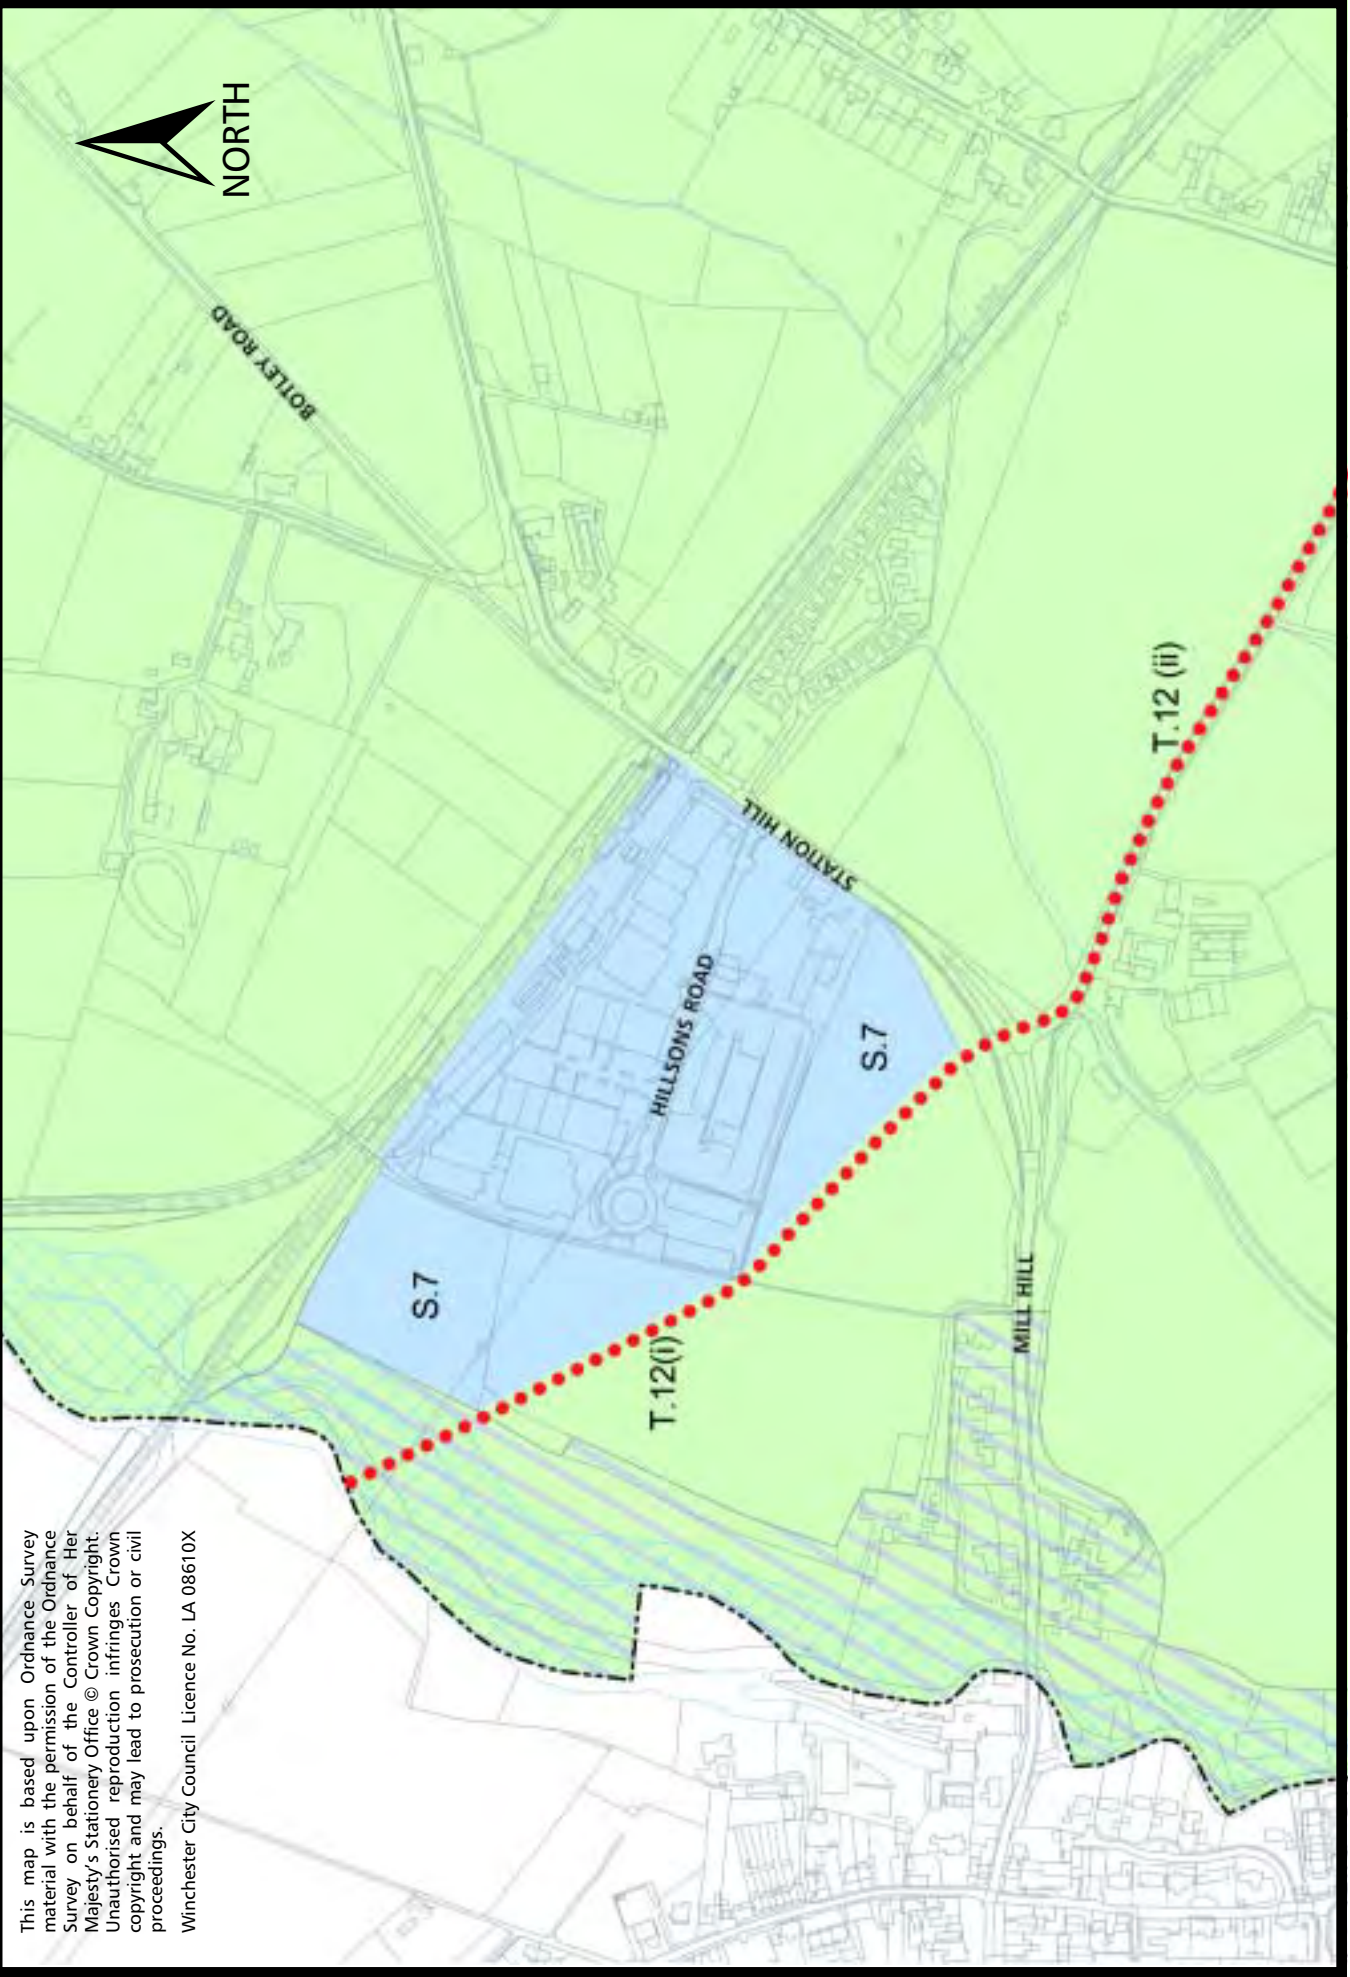 This map is based upon Ordnance Survey
material with the permission of the Ordnance
Survey on behalf of the Controller of Her
Majesty's Stationery Office © Crown Copyright.
Unauthorised reproduction infringes Crown
copyright and may lead to prosecution or civil
proceedings.
Winchester City Council Licence No. LA 08610X
NORTH
BOTLEY ROAD
STATION HILL
HILLSONS ROAD
S.7
S.7
T.12(i)
T.12 (ii)
MILL HILL